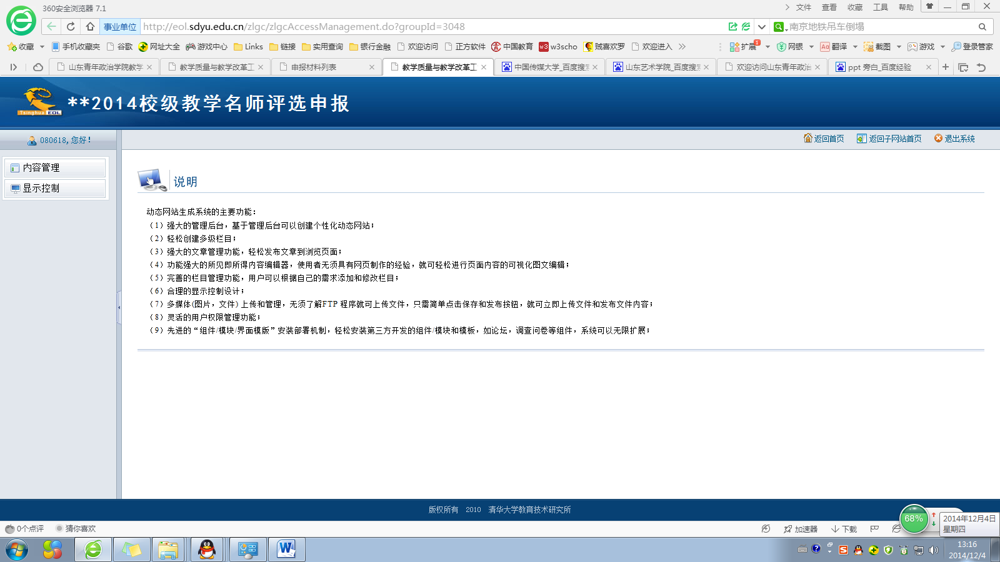 360安全浏览器 7.1
文件 查看 收藏 工具 帮助
事业单位 http://eol.sdyu.edu.cn/zlgc/zlgcAccessManagement.do?groupId=3048 南京地铁吊车倒塌
收藏 手机收藏夹 谷歌 网址大全 游戏中心 Links 链接 实用查询 银行金融 欢迎访问 正方软件 中国教育 w3 w3scho 贼喜欢罗 欢迎进入 扩展 1 网银 翻译 截图 游戏 登录管家
山东青年政治学院教学 教学质量与教学改革工 申报材料列表 教学质量与教学改革工 中国传媒大学_百度搜索 山东艺术学院_百度搜索 欢迎访问山东青年政治 ppt 旁白_百度经验
Tsinghua EOL **2014校级教学名师评选申报
080618, 您好! 返回首页 返回子网站首页 退出系统
内容管理
显示控制
说明
动态网站生成系统的主要功能:
（1）强大的管理后台，基于管理后台可以创建个性化动态网站；
（2）轻松创建多级栏目；
（3）强大的文章管理功能，轻松发布文章到浏览页面；
（4）功能强大的所见即所得内容编辑器，使用者无须具有网页制作的经验，就可轻松进行页面内容的可视化图文编辑；
（5）完善的栏目管理功能，用户可以根据自己的需求添加和修改栏目；
（6）合理的显示控制设计；
（7）多媒体(图片，文件)上传和管理，无须了解FTP 程序就可上传文件，只需简单点击保存和发布按钮，就可立即上传文件和发布文件内容；
（8）灵活的用户权限管理功能；
（9）先进的“组件/模块/界面模版”安装部署机制，轻松安装第三方开发的组件/模块和模板，如论坛，调查问卷等组件，系统可以无限扩展；
版权所有 2010 清华大学教育技术研究所
68%
2014年12月4日
星期四
0个点评 猜你喜欢 加速器 下载
13:16
2014/12/4